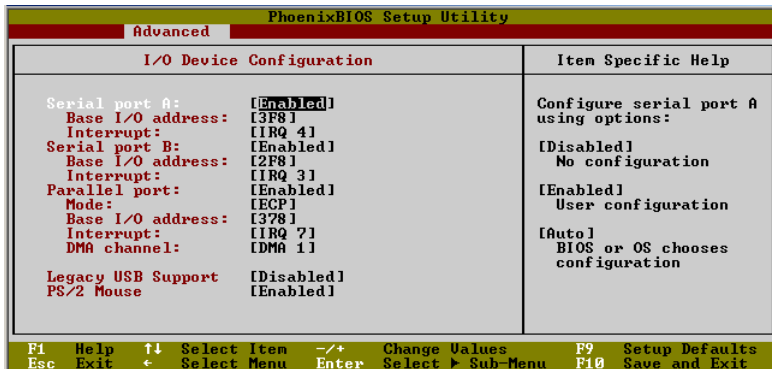 PhoenixBIOS Setup Utility
Advanced
I/O Device Configuration
Item Specific Help
Serial port A: [Enabled]
Base I/O address: [3F8]
Interrupt: [IRQ 4]
Serial port B: [Enabled]
Base I/O address: [2F8]
Interrupt: [IRQ 3]
Parallel port: [Enabled]
Mode: [ECP]
Base I/O address: [378]
Interrupt: [IRQ 7]
DMA channel: [DMA 1]
Legacy USB Support [Disabled]
PS/2 Mouse [Enabled]
Configure serial port A
using options:
[Disabled]
No configuration
[Enabled]
User configuration
[Auto]
BIOS or OS chooses
configuration
F1 Help ↑↓ Select Item -/+ Change Values F9 Setup Defaults
Esc Exit ← Select Menu Enter Select ▶ Sub-Menu F10 Save and Exit